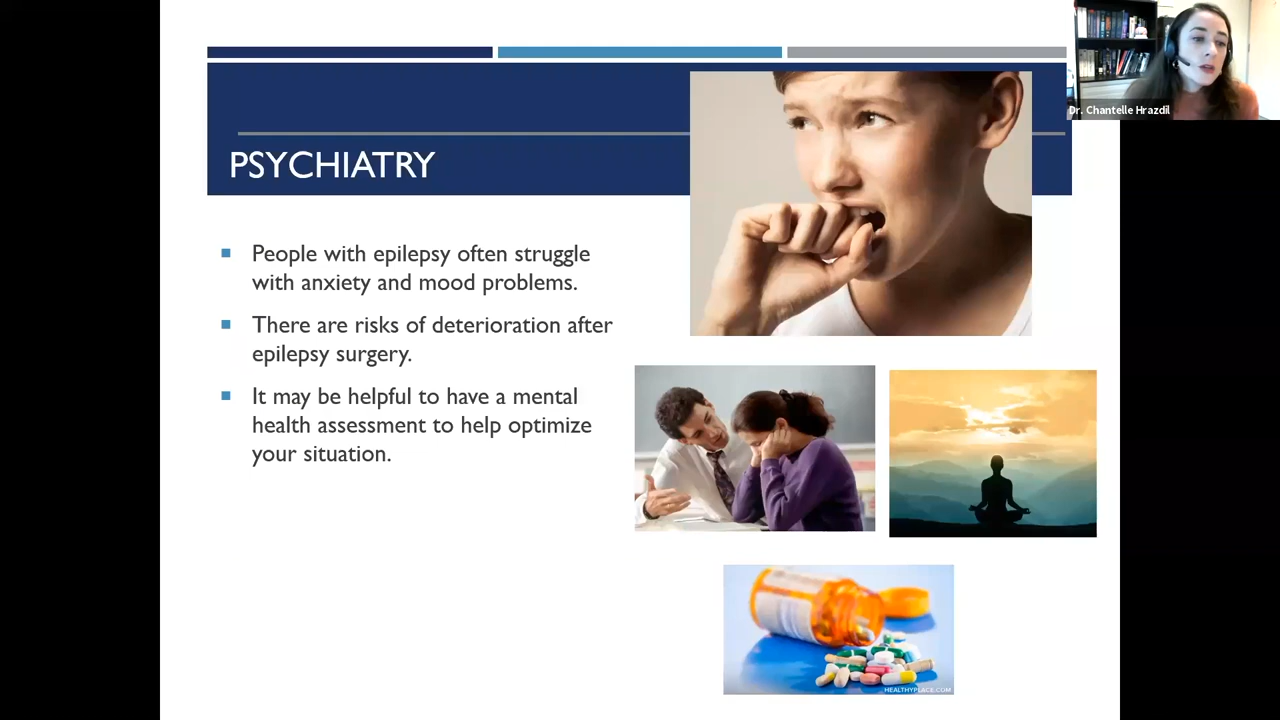 Dr. Chantelle Hrazdil
PSYCHIATRY
People with epilepsy often struggle
with anxiety and mood problems.
There are risks of deterioration after
epilepsy surgery.
It may be helpful to have a mental
health assessment to help optimize
your situation.
HEALTHYPLACE.COM